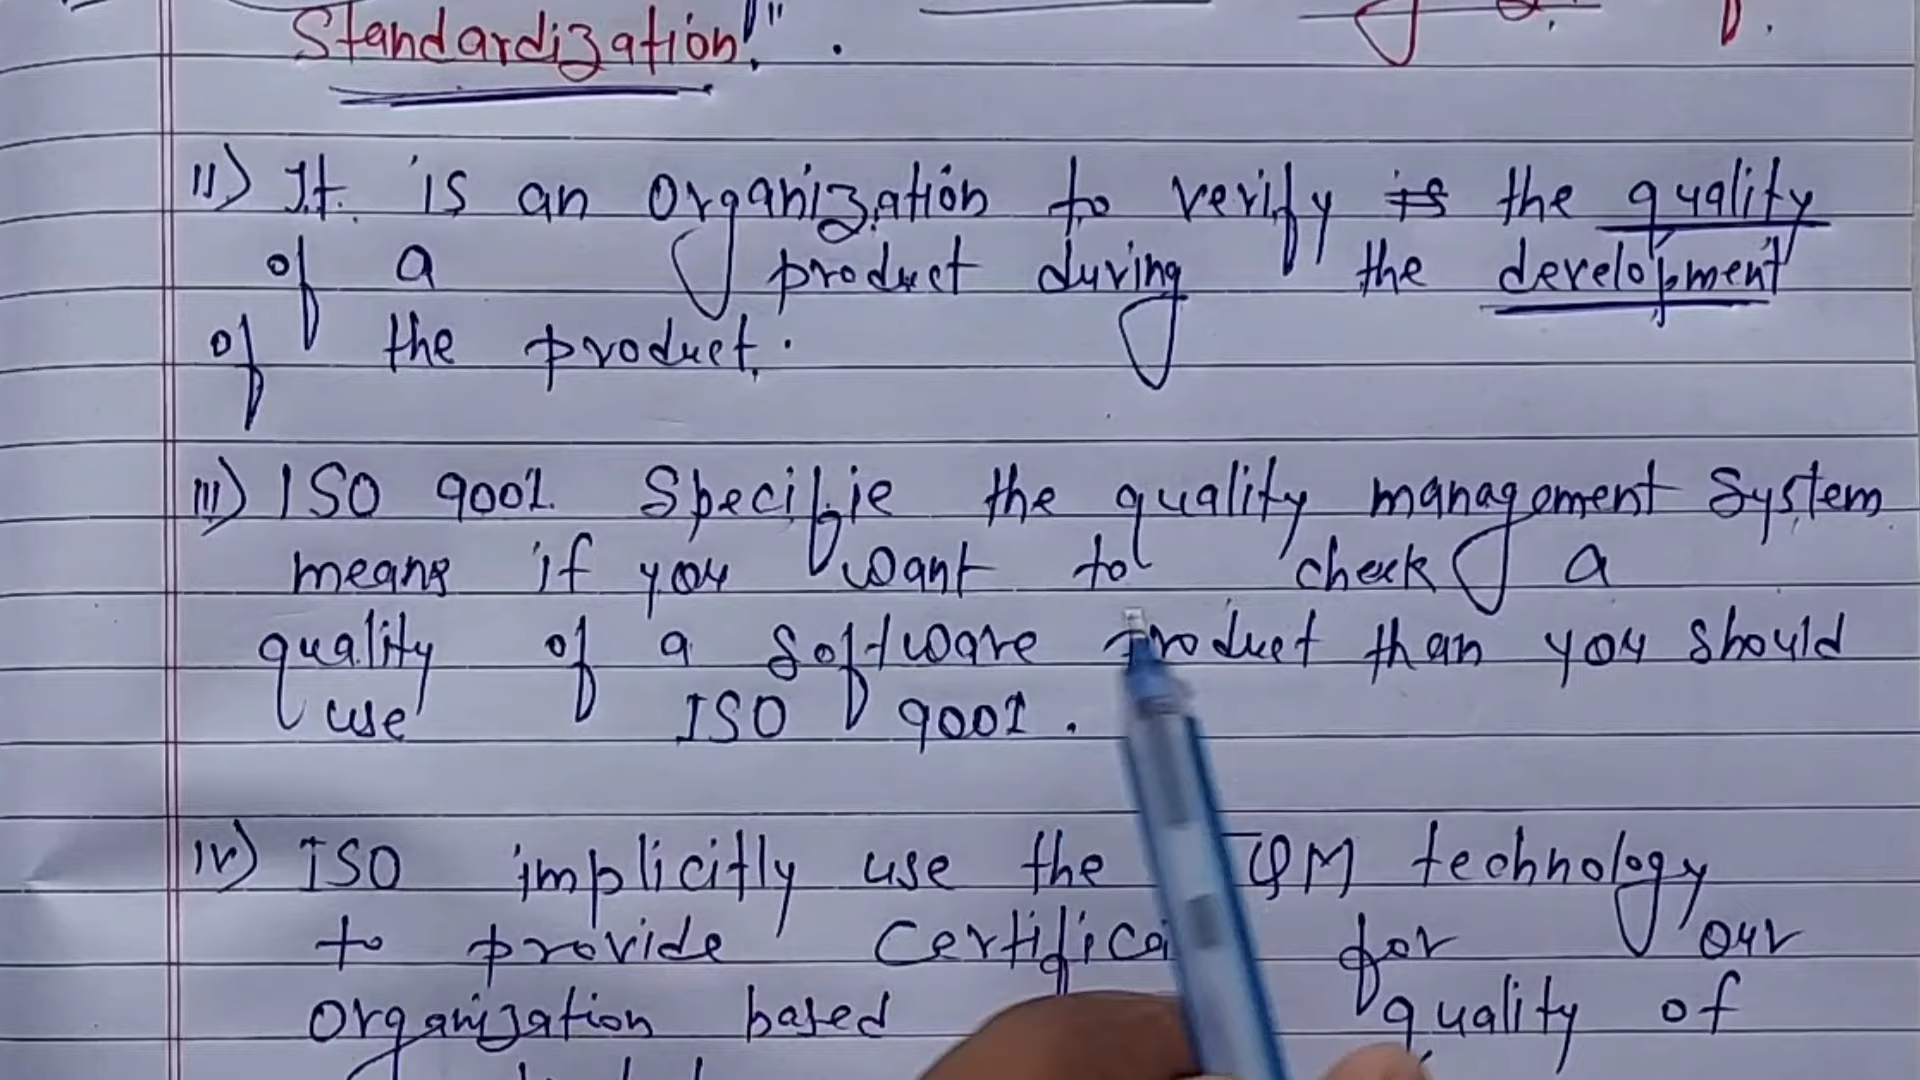 Standardization!" .
II) It is an organization to verify is the quality
of a product during the development
of the product.
III) ISO 9001 Specifie the quality management System
means if you want to check a
quality of a software product than you should
use ISO 9001.
IV) ISO implicitly use the TQM technology
to provide for our
organization based quality of